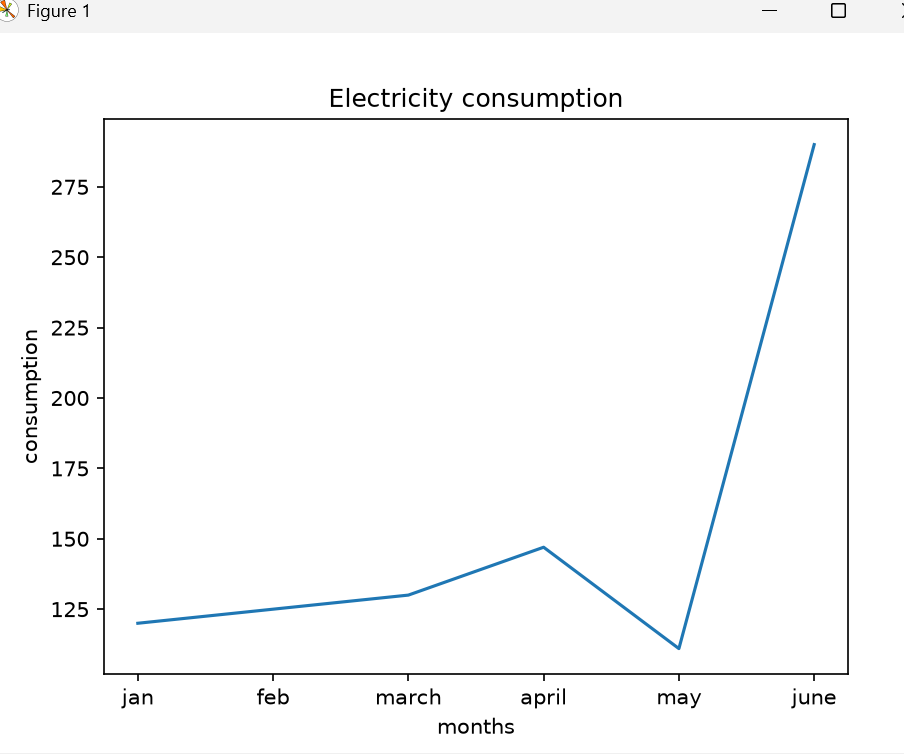 Figure 1
Electricity consumption
275
250
225
200
175
150
125
consumption
jan feb march april may june
months